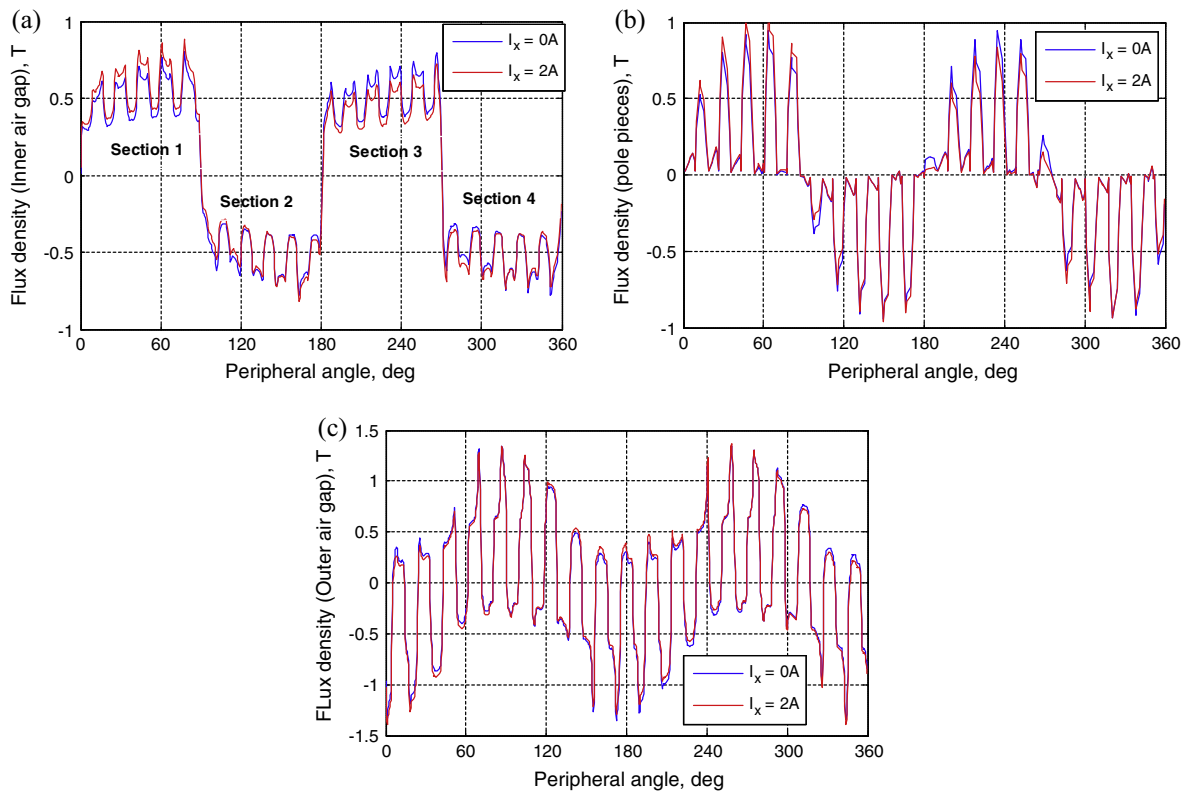 (a)
Flux density (Inner air gap), T
1
0.5
0
-0.5
-1
0 60 120 180 240 300 360
Peripheral angle, deg
Section 1
Section 2
Section 3
Section 4
I_x = 0A
I_x = 2A
(b)
Flux density (pole pieces), T
1
0.5
0
-0.5
-1
0 60 120 180 240 300 360
Peripheral angle, deg
I_x = 0A
I_x = 2A
(c)
FLux density (Outer air gap), T
1.5
1
0.5
0
-0.5
-1
-1.5
0 60 120 180 240 300 360
Peripheral angle, deg
I_x = 0A
I_x = 2A